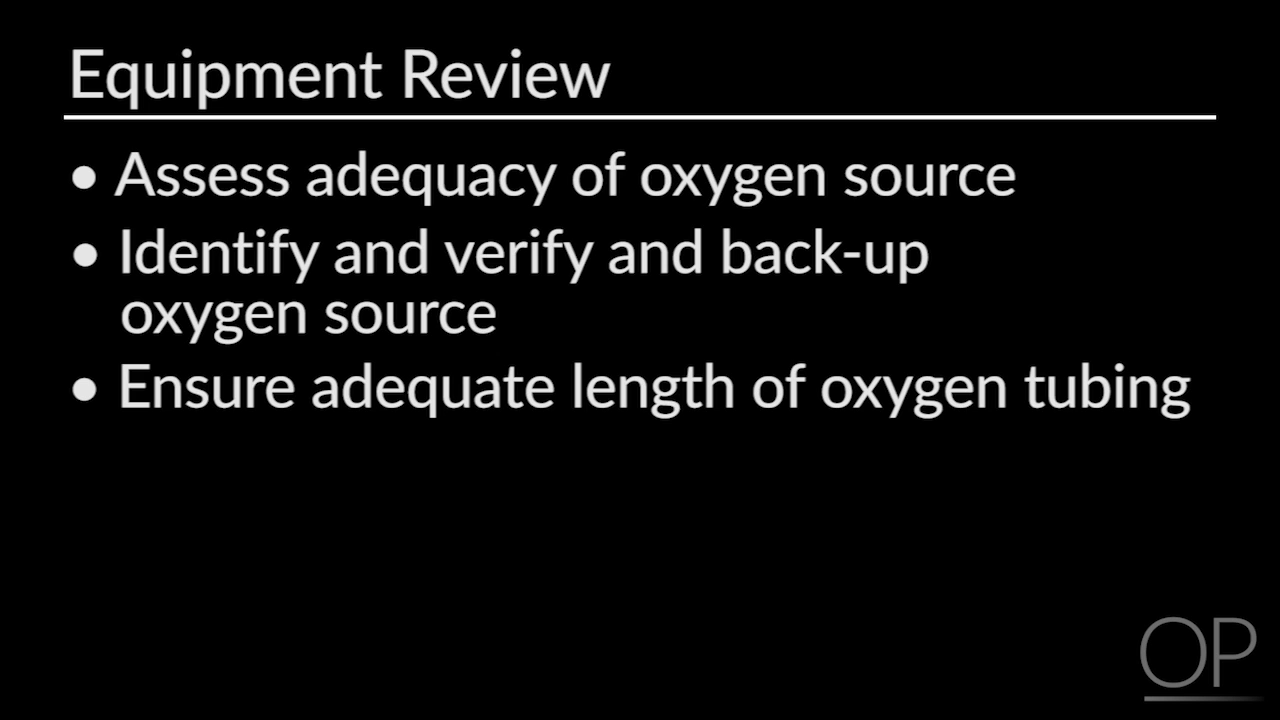 Equipment Review
• Assess adequacy of oxygen source
• Identify and verify and back-up
oxygen source
• Ensure adequate length of oxygen tubing
OP